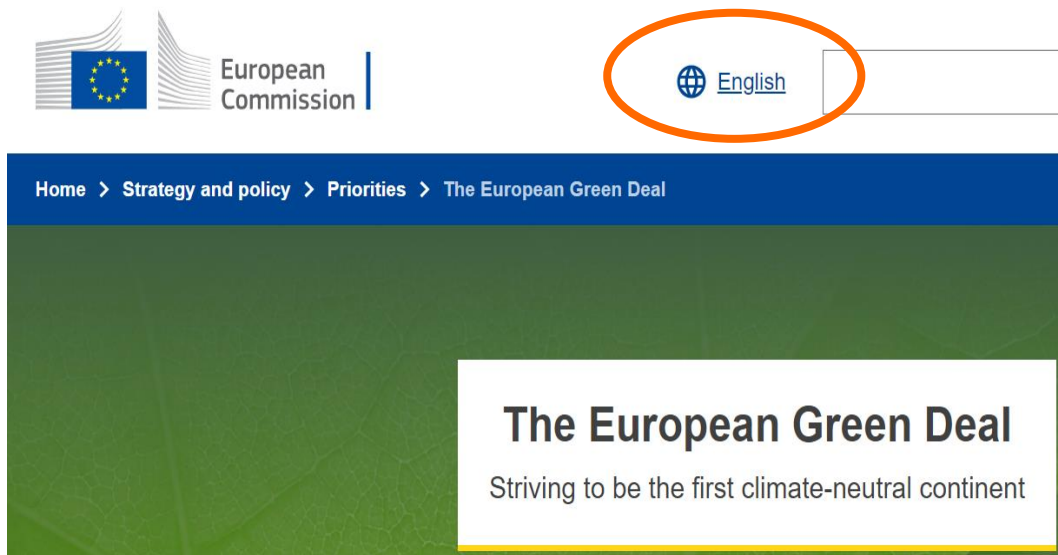 European
Commission
English
Home > Strategy and policy > Priorities > The European Green Deal
The European Green Deal
Striving to be the first climate-neutral continent